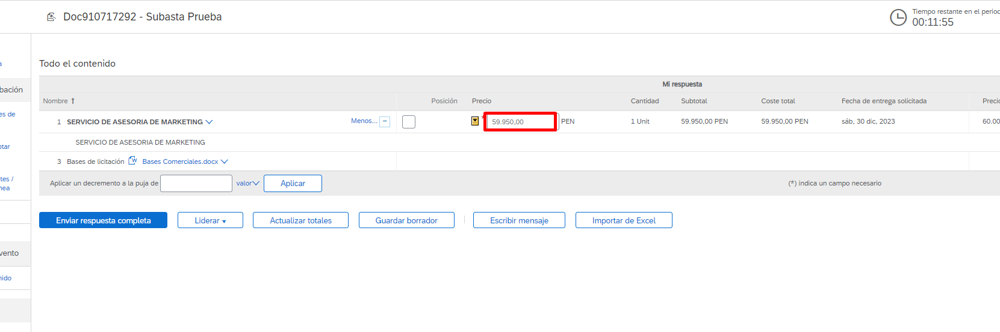 Doc910717292 - Subasta Prueba
Tiempo restante en el perioc
00:11:55
a
bación
es de
tar
tes /
nea
vento
nido
Todo el contenido
Mi respuesta
Nombre ↑ Posición Precio Cantidad Subtotal Coste total Fecha de entrega solicitada Precio
1 SERVICIO DE ASESORIA DE MARKETING Menos... − * 59.950,00 PEN 1 Unit 59.950,00 PEN 59.950,00 PEN sáb, 30 dic, 2023 60.00
SERVICIO DE ASESORIA DE MARKETING
3 Bases de licitación Bases Comerciales.docx
Aplicar un decremento a la puja de valor Aplicar (*) indica un campo necesario
Enviar respuesta completa Liderar Actualizar totales Guardar borrador Escribir mensaje Importar de Excel